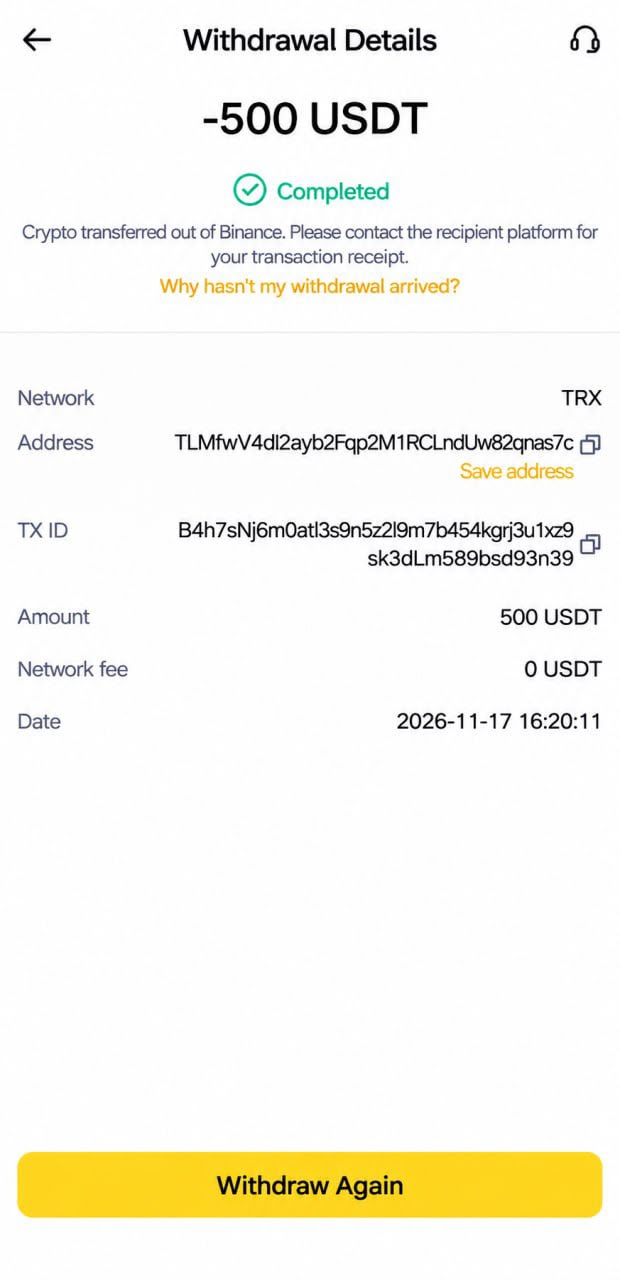 Withdrawal Details
-500 USDT
Completed
Crypto transferred out of Binance. Please contact the recipient platform for
your transaction receipt.
Why hasn't my withdrawal arrived?
Network
TRX
Address
TLMfwV4dl2ayb2Fqp2M1RCLndUw82qnas7c
Save address
TX ID
B4h7sNj6m0atl3s9n5z2l9m7b454kgrj3u1xz9
sk3dLm589bsd93n39
Amount
500 USDT
Network fee
0 USDT
Date
2026-11-17 16:20:11
Withdraw Again